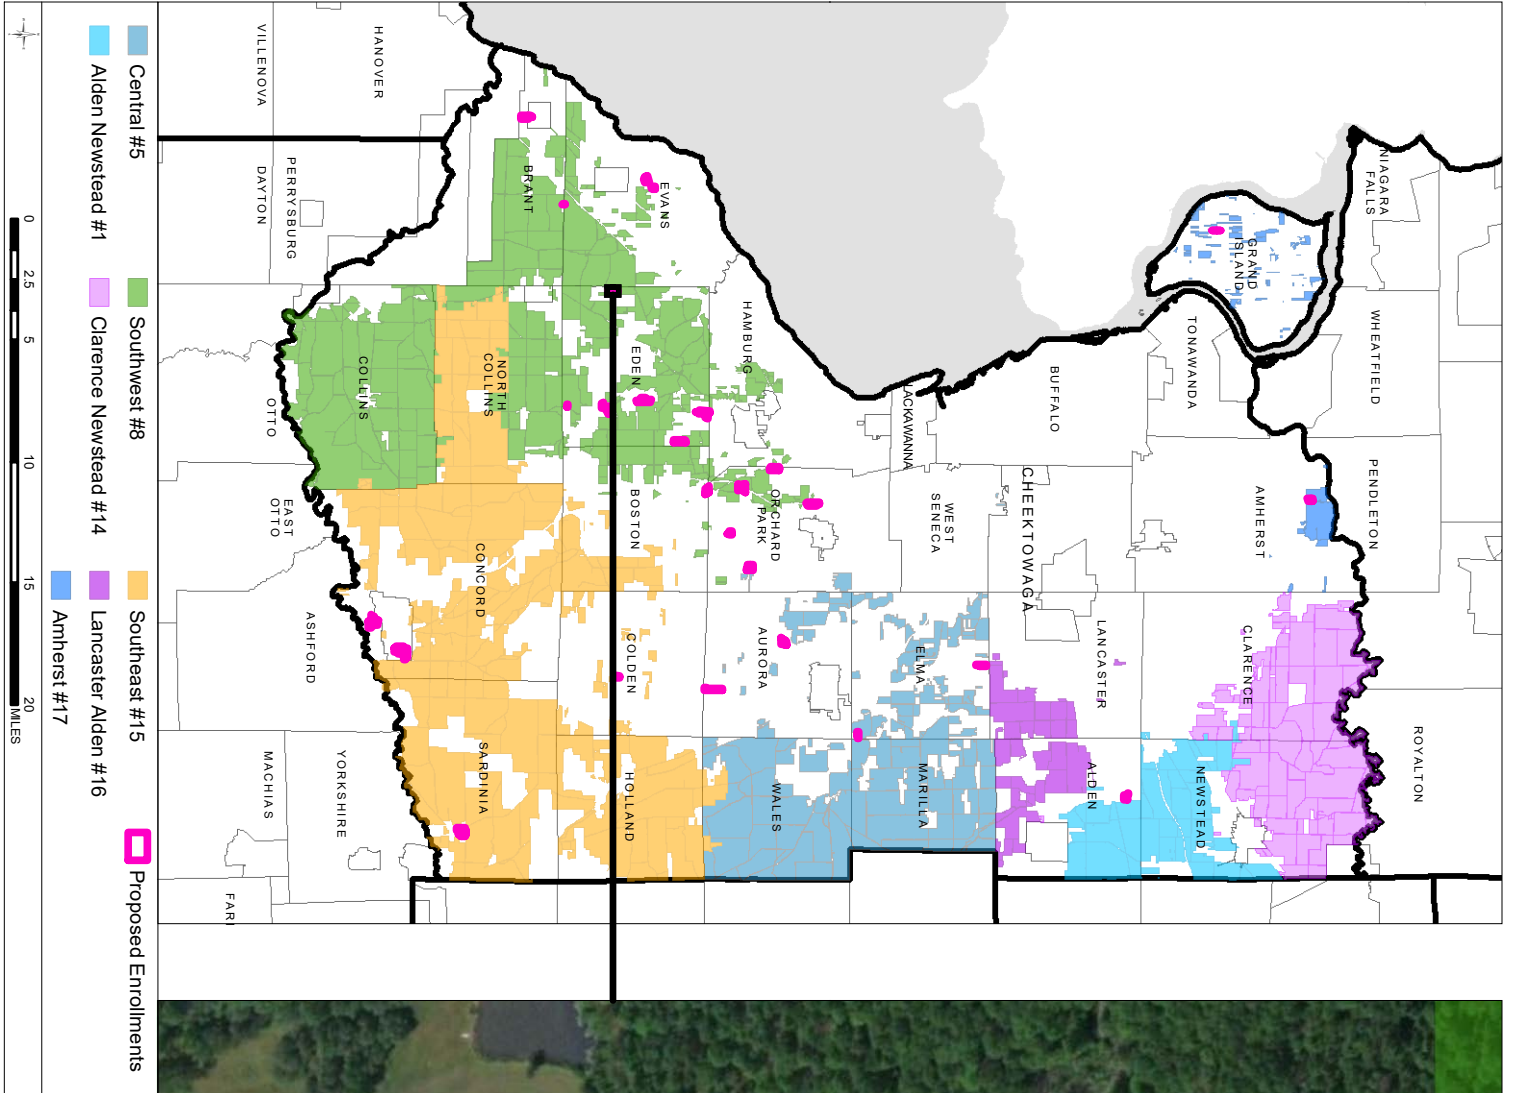 NIAGARA
FALLS
WHEATFIELD
PENDLETON
ROYALTON
GRAND
ISLAND
TONAWANDA
AMHERST
CLARENCE
NEWSTEAD
BUFFALO
CHEEKTOWAGA
LANCASTER
ALDEN
LACKAWANNA
WEST
SENECA
ELMA
MARILLA
HAMBURG
ORCHARD
PARK
AURORA
WALES
EVANS
EDEN
BOSTON
COLDEN
HOLLAND
BRANT
NORTH
COLLINS
CONCORD
SARDINIA
COLLINS
HANOVER
VILLENOVA
PERRYSBURG
DAYTON
OTTO
EAST
OTTO
ASHFORD
YORKSHIRE
MACHIAS
FARI
Central #5
Southwest #8
Southeast #15
Proposed Enrollments
Alden Newstead #1
Clarence Newstead #14
Lancaster Alden #16
Amherst #17
0 2.5 5 10 15 20
MILES